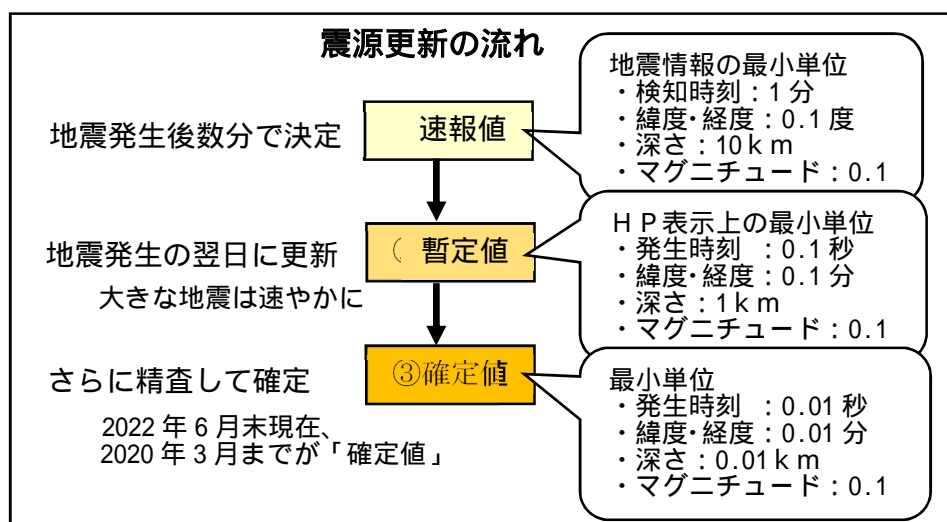 震源更新の流れ
地震発生後数分で決定
速報値
地震情報の最小単位
・検知時刻：1分
・緯度・経度：0.1度
・深さ：10ｋｍ
・マグニチュード：0.1
地震発生の翌日に更新
大きな地震は速やかに
（ 暫定値
ＨＰ表示上の最小単位
・発生時刻 ：0.1秒
・緯度・経度：0.1分
・深さ：1ｋｍ
・マグニチュード：0.1
さらに精査して確定
2022年6月末現在、
2020年3月までが「確定値」
③確定値
最小単位
・発生時刻 ：0.01秒
・緯度・経度：0.01分
・深さ：0.01ｋｍ
・マグニチュード：0.1